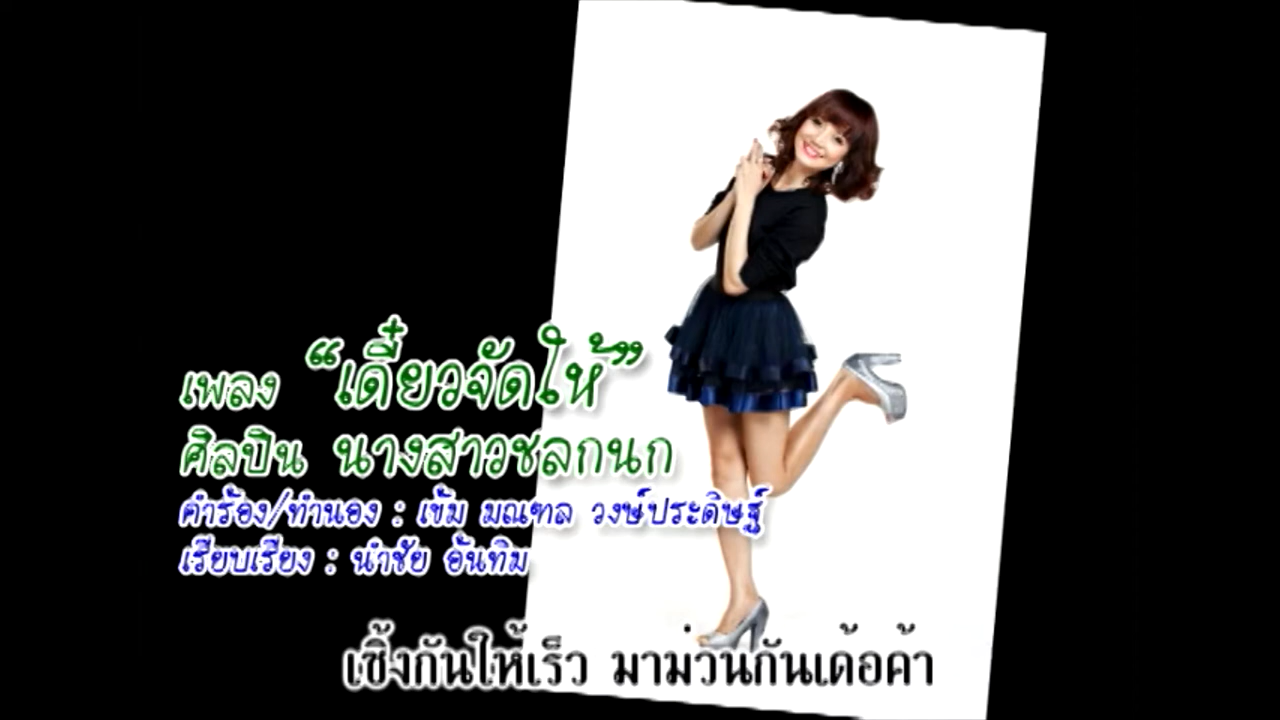 เพลง “เดี๋ยวจัดให้”
ศิลปิน นางสาวชลกนก
คำร้อง/ทำนอง : เข้ม มณฑล วงษ์ประดิษฐ์
เรียบเรียง : นำชัย อันทิม
เชิ้งกันให้เร็ว มาม่วนกันเด้อค้า